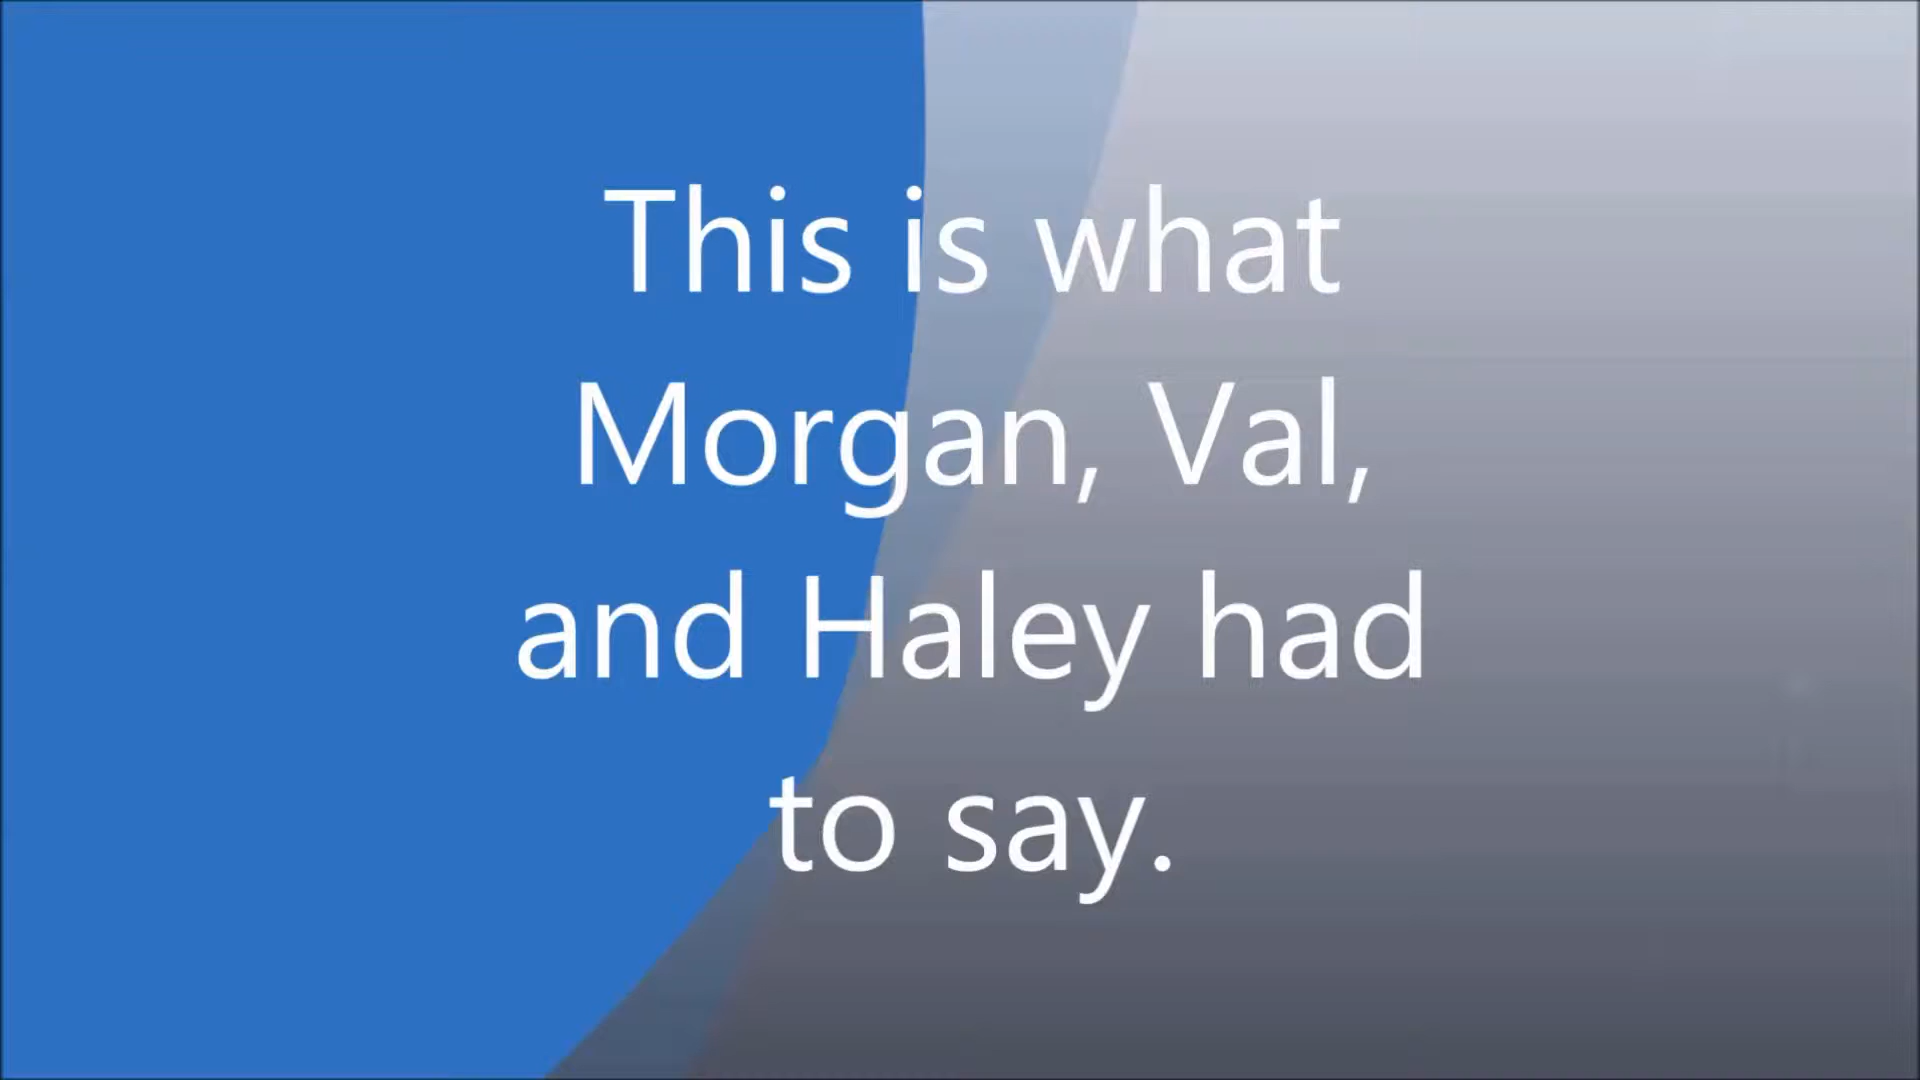 This is what
Morgan, Val,
and Haley had
to say.